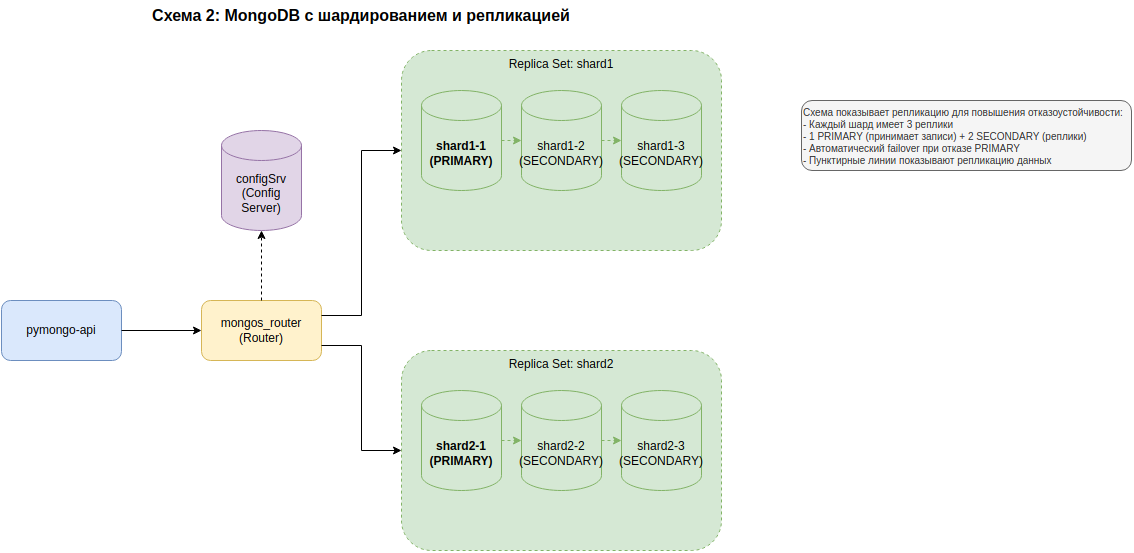 Схема 2: MongoDB с шардированием и репликацией
Replica Set: shard1
shard1-1
(PRIMARY)
shard1-2
(SECONDARY)
shard1-3
(SECONDARY)
Схема показывает репликацию для повышения отказоустойчивости:
- Каждый шард имеет 3 реплики
- 1 PRIMARY (принимает записи) + 2 SECONDARY (реплики)
- Автоматический failover при отказе PRIMARY
- Пунктирные линии показывают репликацию данных
configSrv
(Config
Server)
pymongo-api
mongos_router
(Router)
Replica Set: shard2
shard2-1
(PRIMARY)
shard2-2
(SECONDARY)
shard2-3
(SECONDARY)